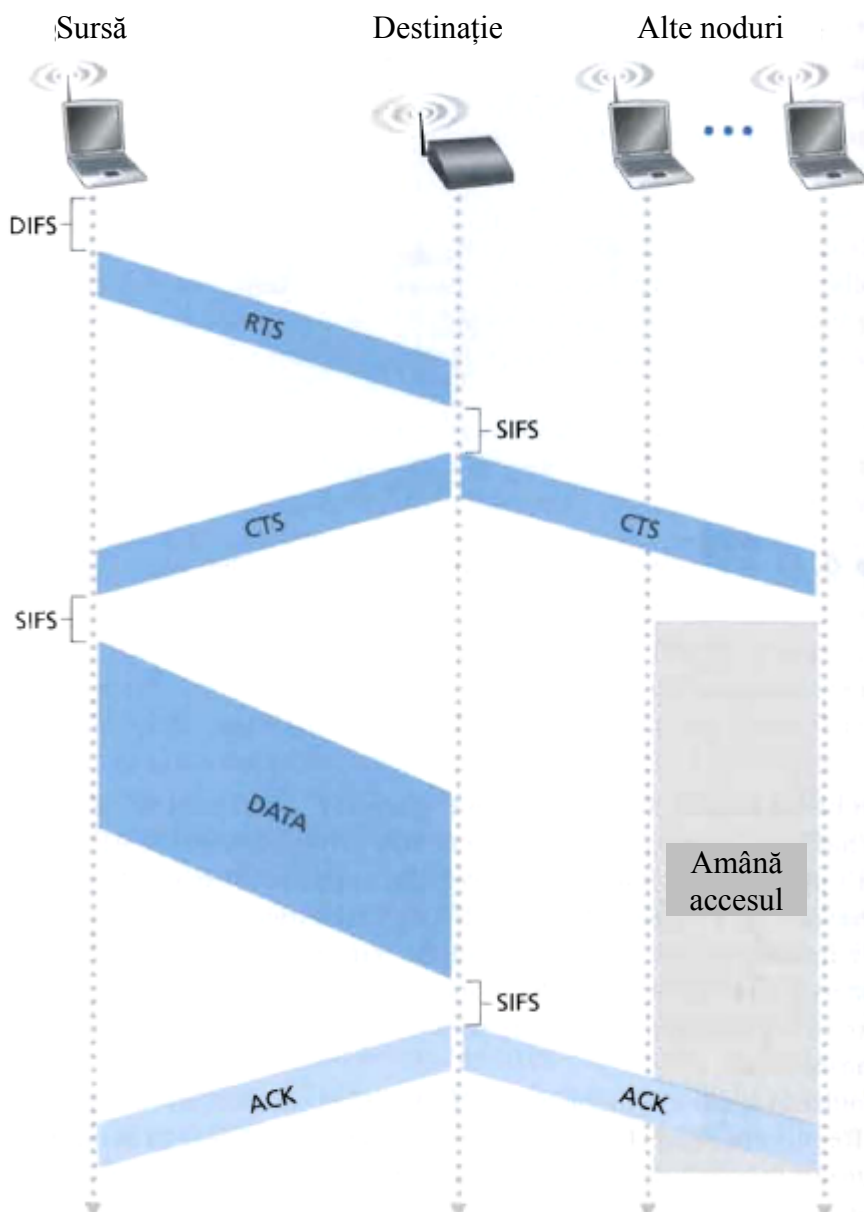 Sursă
Destinație
Alte noduri
DIFS
RTS
SIFS
CTS
CTS
SIFS
DATA
Amână
accesul
SIFS
ACK
ACK